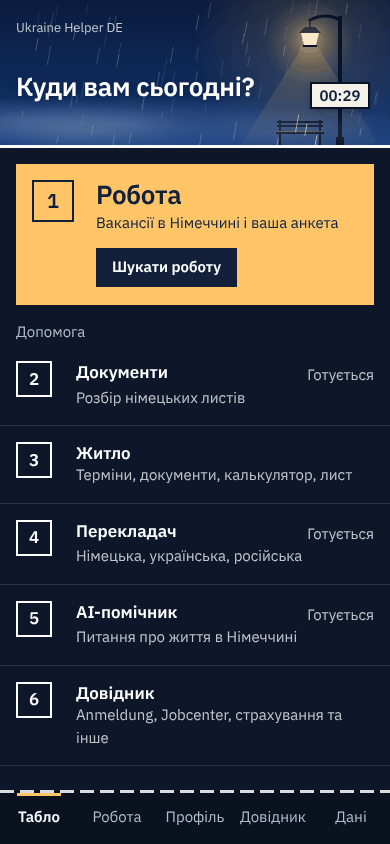 Ukraine Helper DE
Куди вам сьогодні?
00:29
1
Робота
Вакансії в Німеччині і ваша анкета
Шукати роботу
Допомога
2
Документи
Готується
Розбір німецьких листів
3
Житло
Терміни, документи, калькулятор, лист
4
Перекладач
Готується
Німецька, українська, російська
5
AI-помічник
Готується
Питання про життя в Німеччині
6
Довідник
Anmeldung, Jobcenter, страхування та
інше
Табло Робота Профіль Довідник Дані